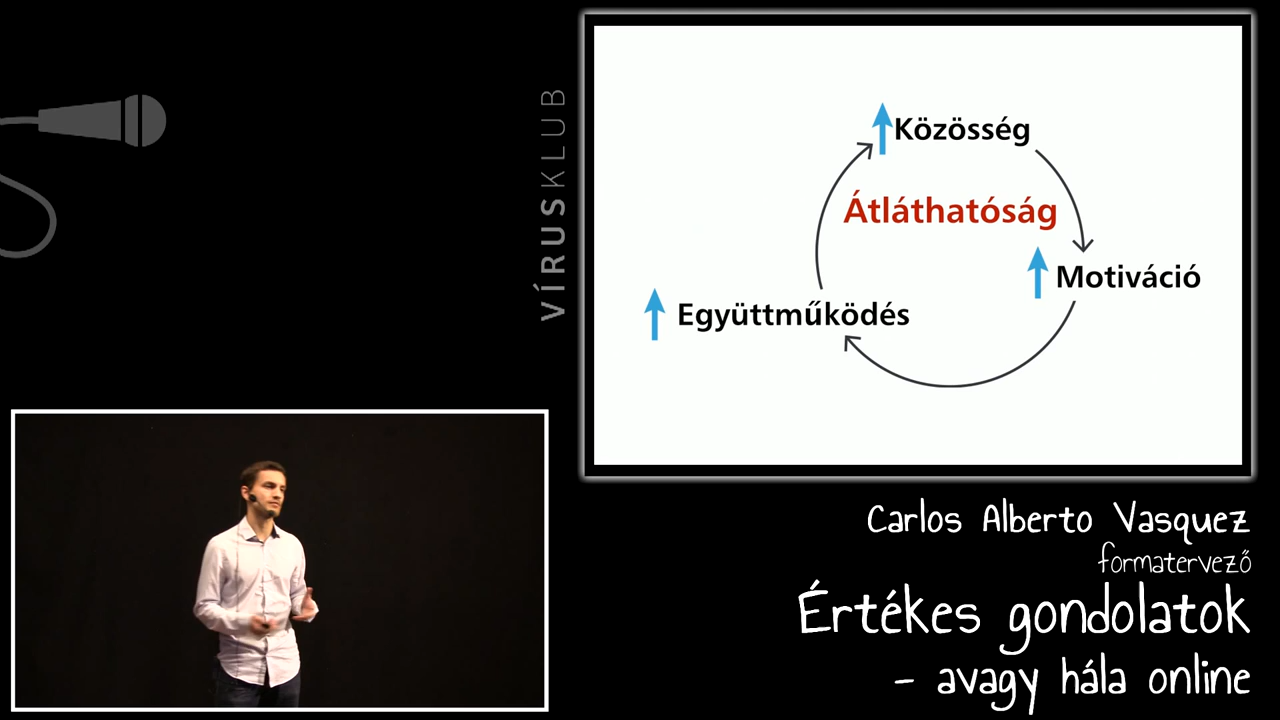 VÍRUSKLUB
Közösség
Átláthatóság
Motiváció
Együttműködés
Carlos Alberto Vasquez
formatervező
Értékes gondolatok
- avagy hála online